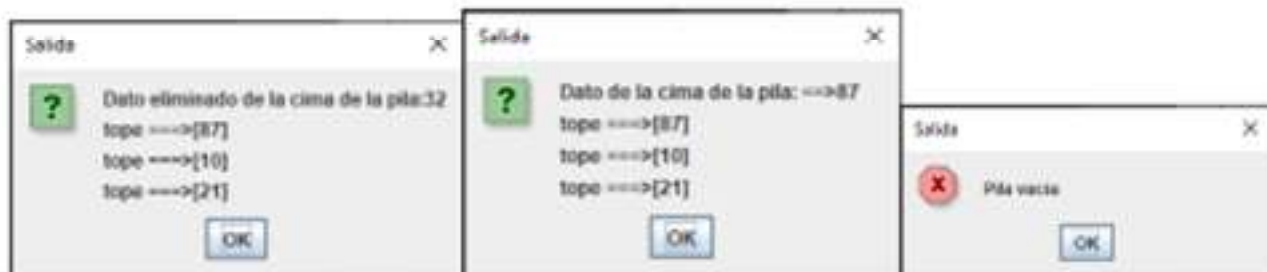 Salida
Dato eliminado de la cima de la pila:32
tope ===>[87]
tope ===>[10]
tope ===>[21]
OK
Salida
Dato de la cima de la pila: ==>87
tope ===>[87]
tope ===>[10]
tope ===>[21]
OK
Salida
Pila vacia
OK